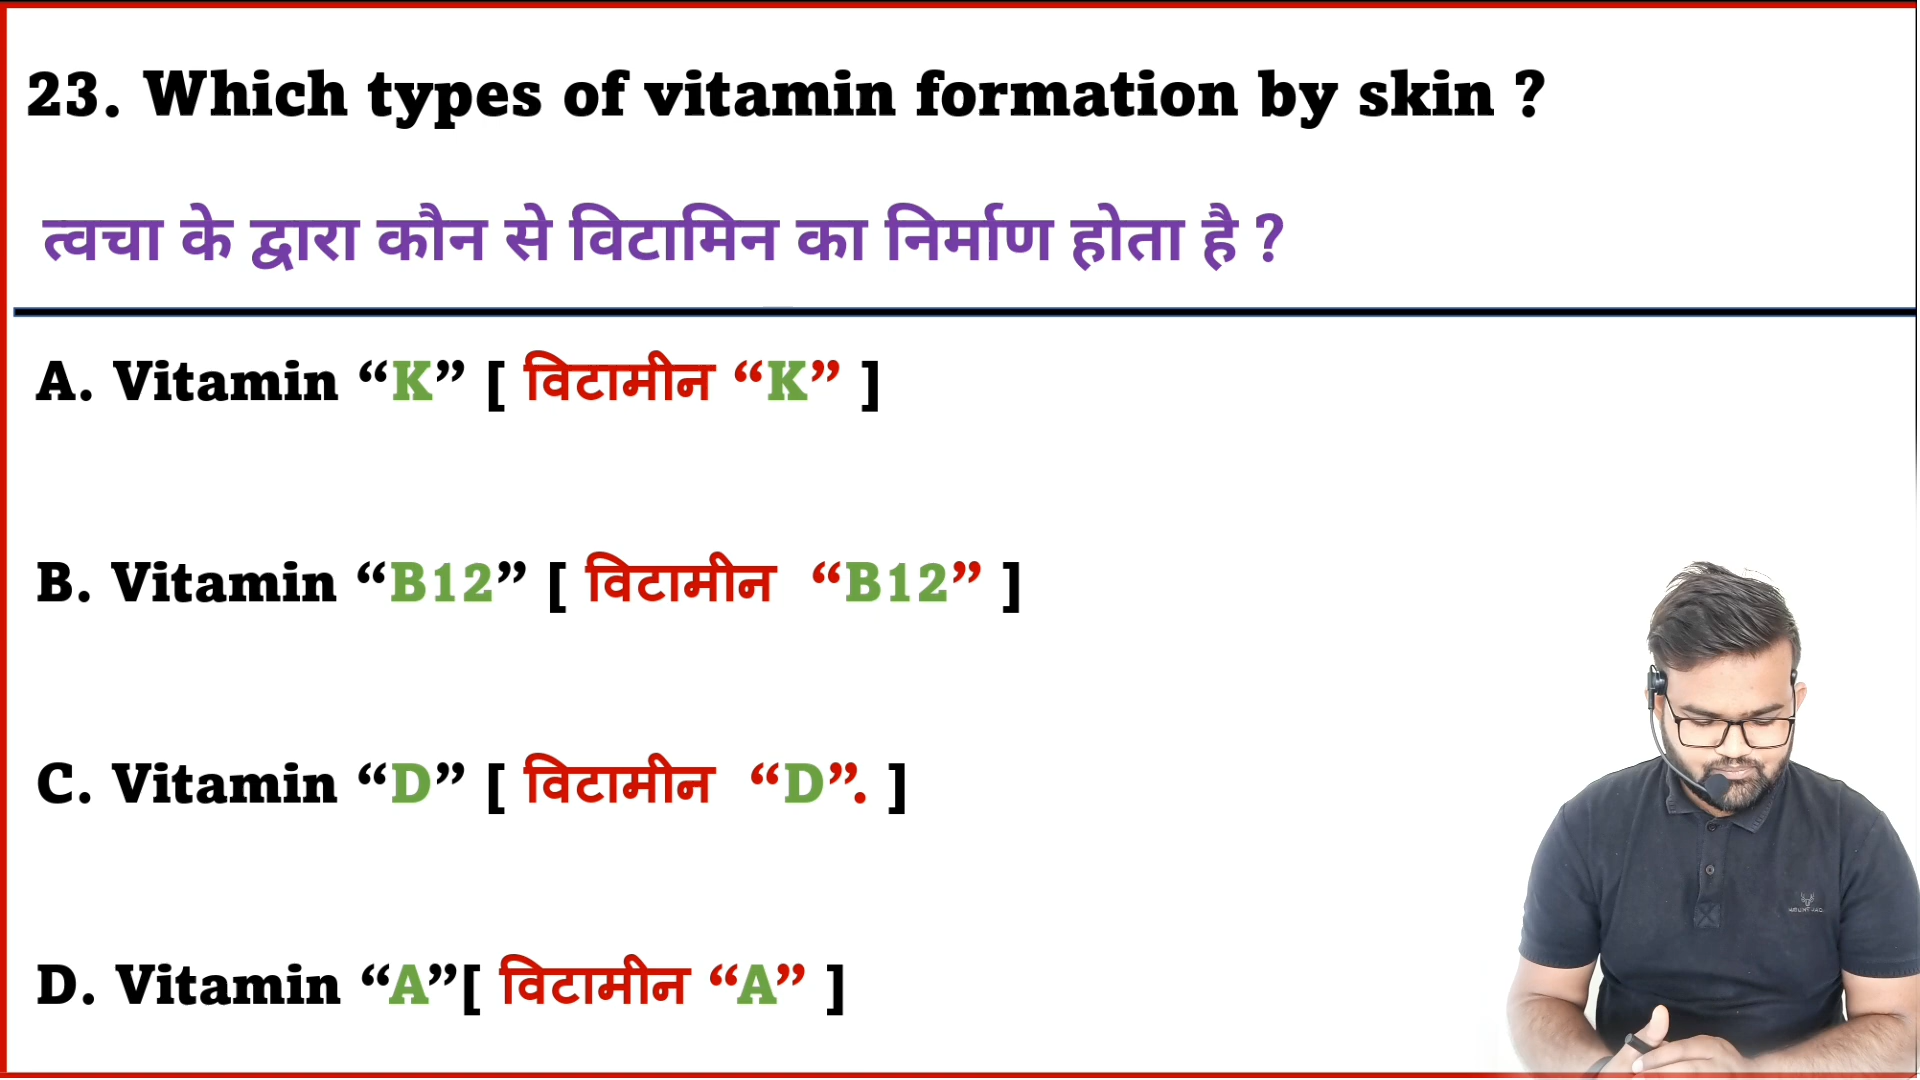 23. Which types of vitamin formation by skin ?
त्वचा के द्वारा कौन से विटामिन का निर्माण होता है ?
A. Vitamin “K” [ विटामीन “K” ]
B. Vitamin “B12” [ विटामीन “B12” ]
C. Vitamin “D” [ विटामीन “D”. ]
D. Vitamin “A”[ विटामीन “A” ]